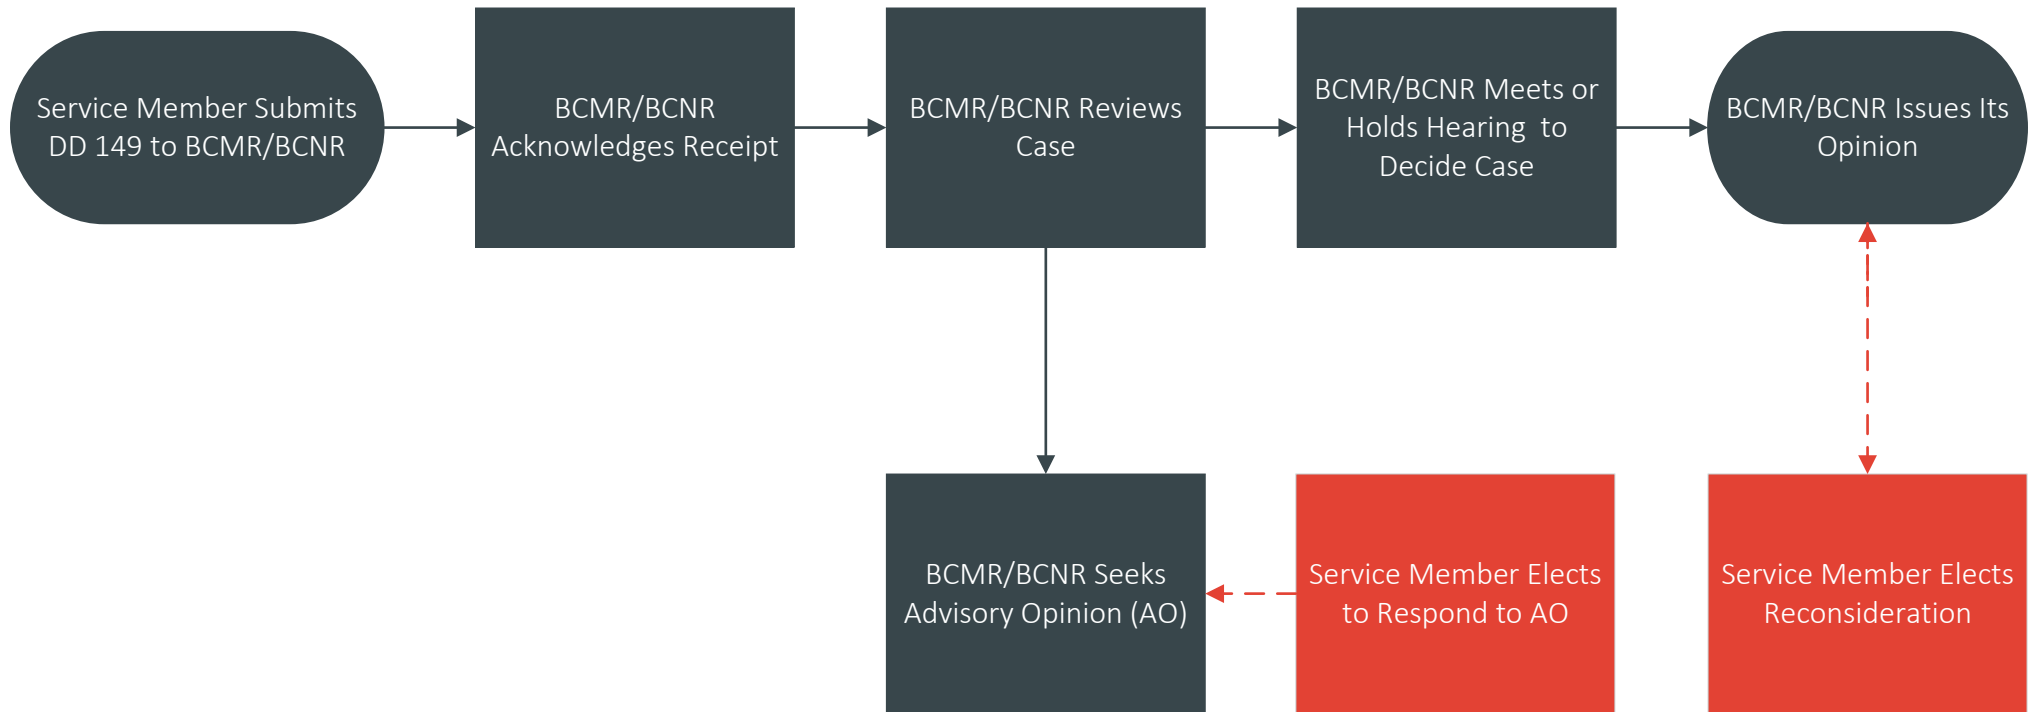 Service Member Submits
DD 149 to BCMR/BCNR
BCMR/BCNR
Acknowledges Receipt
BCMR/BCNR Reviews
Case
BCMR/BCNR Meets or
Holds Hearing  to
Decide Case
BCMR/BCNR Issues Its
Opinion
BCMR/BCNR Seeks
Advisory Opinion (AO)
Service Member Elects
to Respond to AO
Service Member Elects
Reconsideration